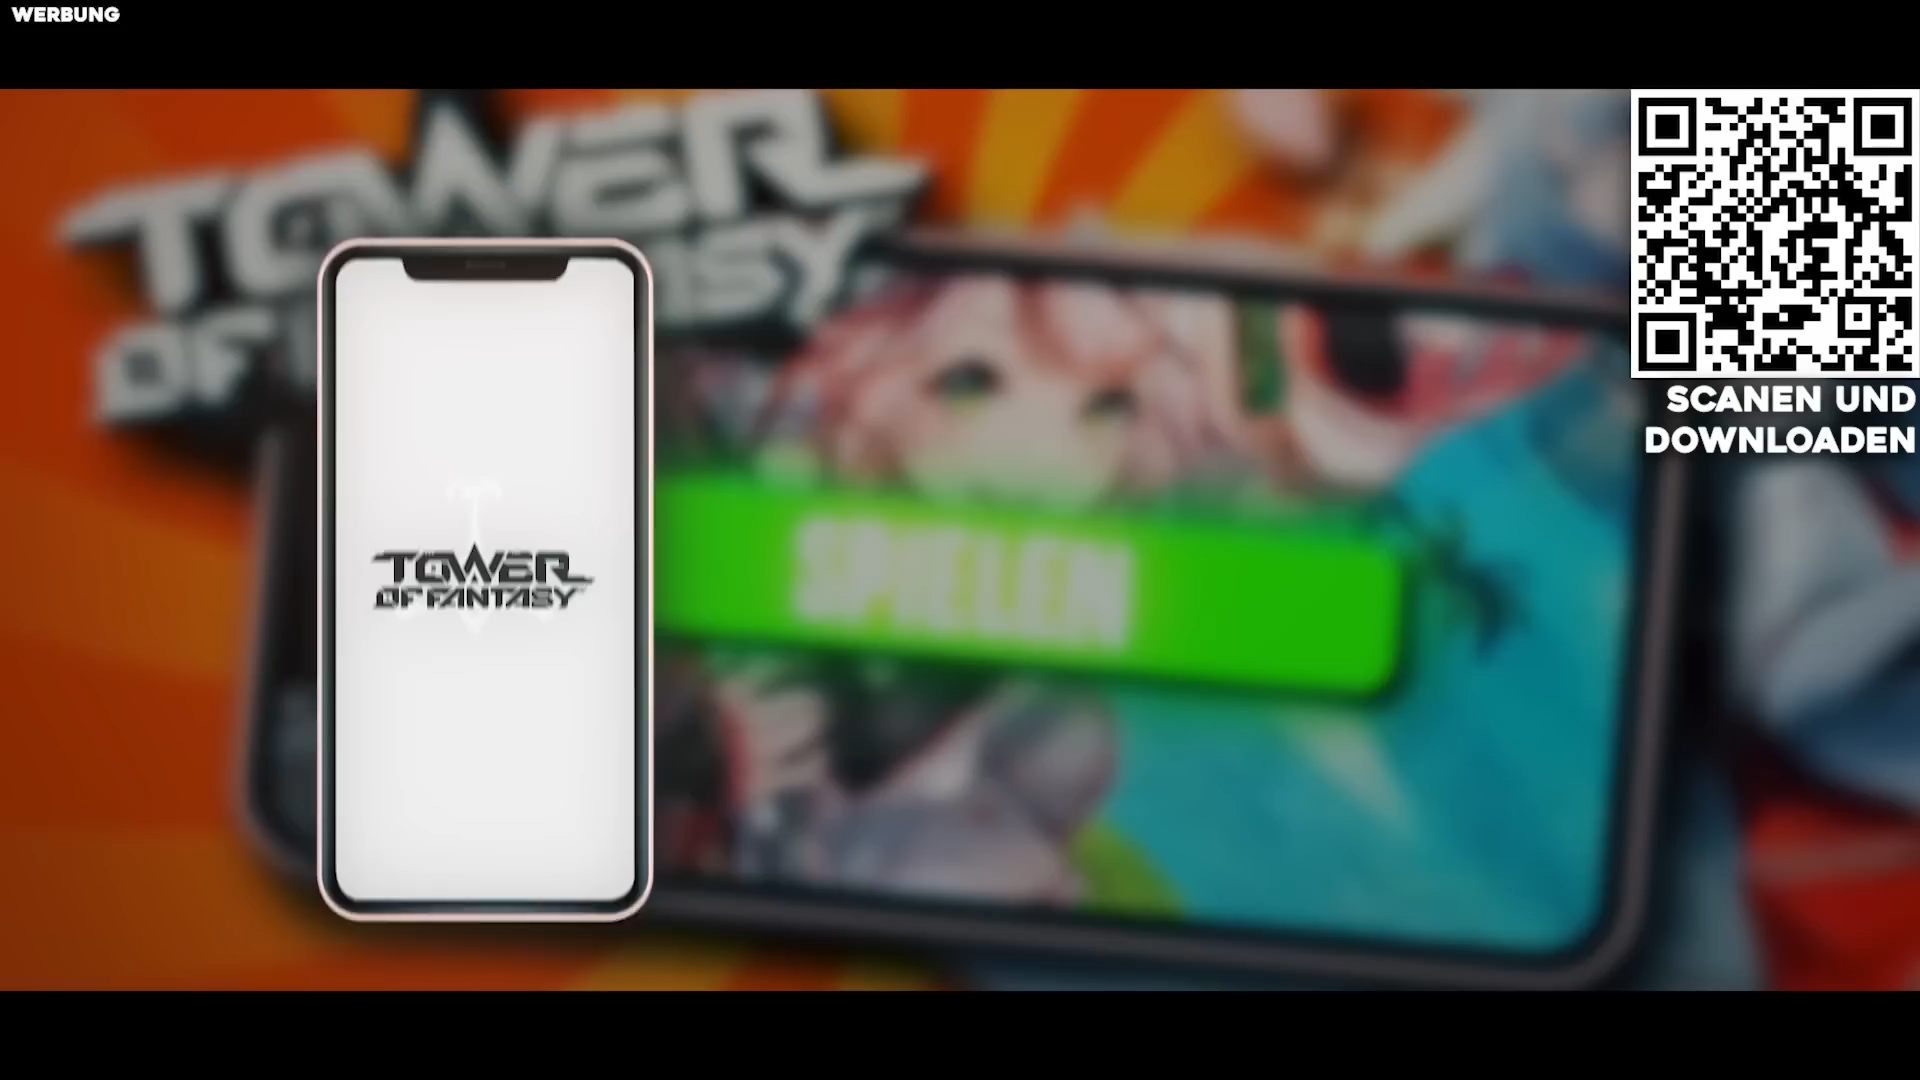 WERBUNG
TOWER
OF FANTASY
SCANEN UND
DOWNLOADEN
TOWER
OF FANTASY
SPIELEN